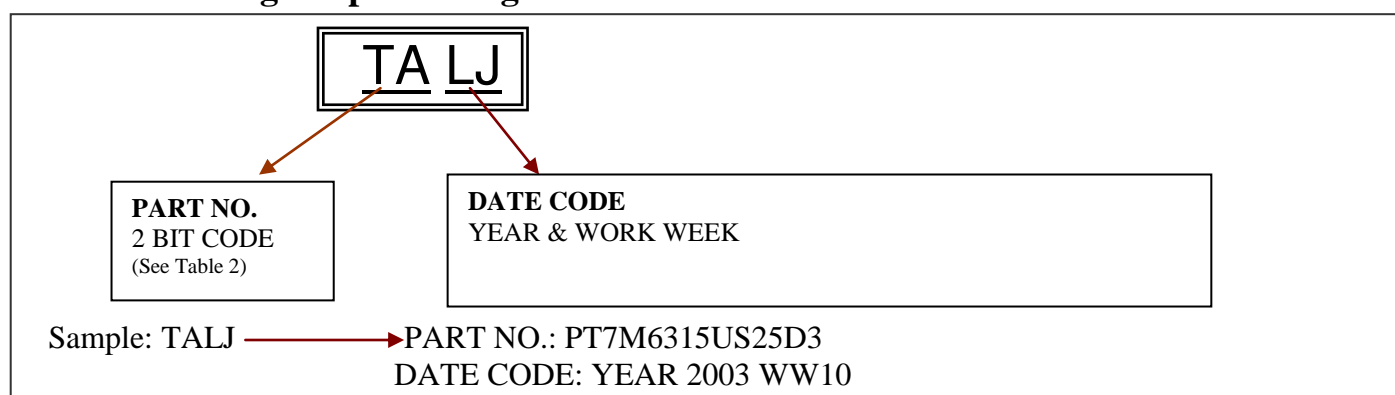 TA LJ
PART NO.
2 BIT CODE
(See Table 2)
DATE CODE
YEAR & WORK WEEK
Sample: TALJ PART NO.: PT7M6315US25D3
DATE CODE: YEAR 2003 WW10